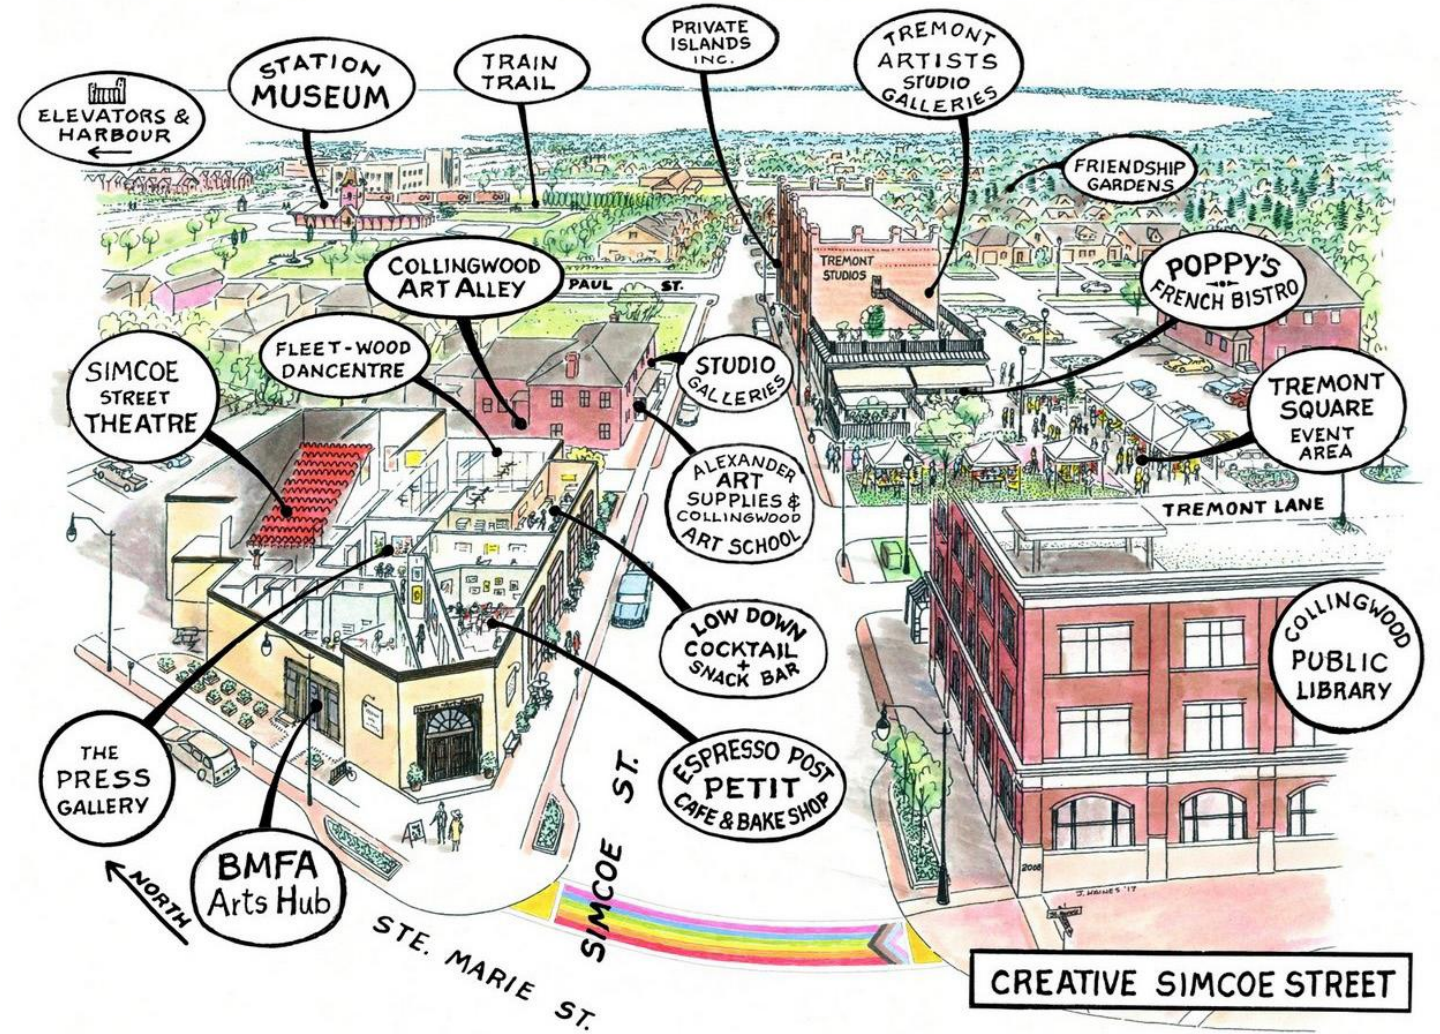 ELEVATORS &
HARBOUR
STATION
MUSEUM
TRAIN
TRAIL
PRIVATE
ISLANDS
INC.
TREMONT
ARTISTS
STUDIO
GALLERIES
FRIENDSHIP
GARDENS
COLLINGWOOD
ART ALLEY
PAUL ST.
TREMONT
STUDIOS
POPPY'S
FRENCH BISTRO
SIMCOE
STREET
THEATRE
FLEET-WOOD
DANCENTRE
STUDIO
GALLERIES
TREMONT
SQUARE
EVENT
AREA
ALEXANDER
ART
SUPPLIES &
COLLINGWOOD
ART SCHOOL
TREMONT LANE
LOW DOWN
COCKTAIL
+
SNACK BAR
COLLINGWOOD
PUBLIC
LIBRARY
THE
PRESS
GALLERY
ESPRESSO POST
PETIT
CAFE & BAKE SHOP
BMFA
Arts Hub
NORTH
SIMCOE ST.
STE. MARIE ST.
J. HAINES '17
CREATIVE SIMCOE STREET